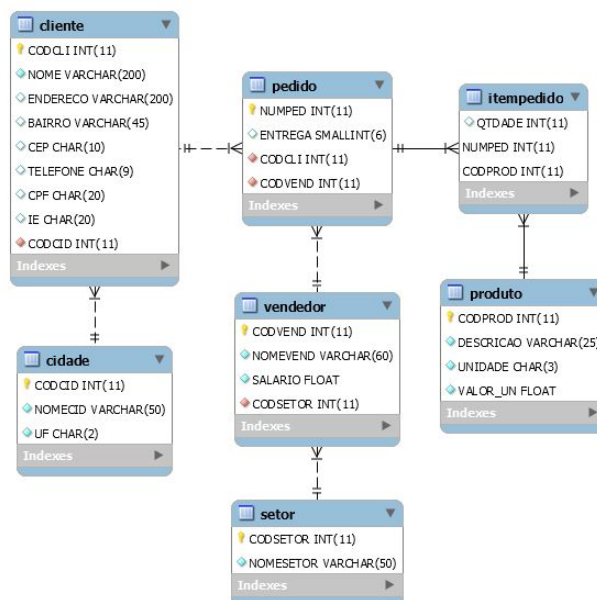 cliente
CODCLI INT(11)
NOME VARCHAR(200)
ENDERECO VARCHAR(200)
BAIRRO VARCHAR(45)
CEP CHAR(10)
TELEFONE CHAR(9)
CPF CHAR(20)
IE CHAR(20)
CODCID INT(11)
Indexes
pedido
NUMPED INT(11)
ENTREGA SMALLINT(6)
CODCLI INT(11)
CODVEND INT(11)
Indexes
itempedido
QTDADE INT(11)
NUMPED INT(11)
CODPROD INT(11)
Indexes
cidade
CODCID INT(11)
NOMECID VARCHAR(50)
UF CHAR(2)
Indexes
vendedor
CODVEND INT(11)
NOMEVEND VARCHAR(60)
SALARIO FLOAT
CODSETOR INT(11)
Indexes
produto
CODPROD INT(11)
DESCRICAO VARCHAR(25)
UNIDADE CHAR(3)
VALOR_UN FLOAT
Indexes
setor
CODSETOR INT(11)
NOMESETOR VARCHAR(50)
Indexes